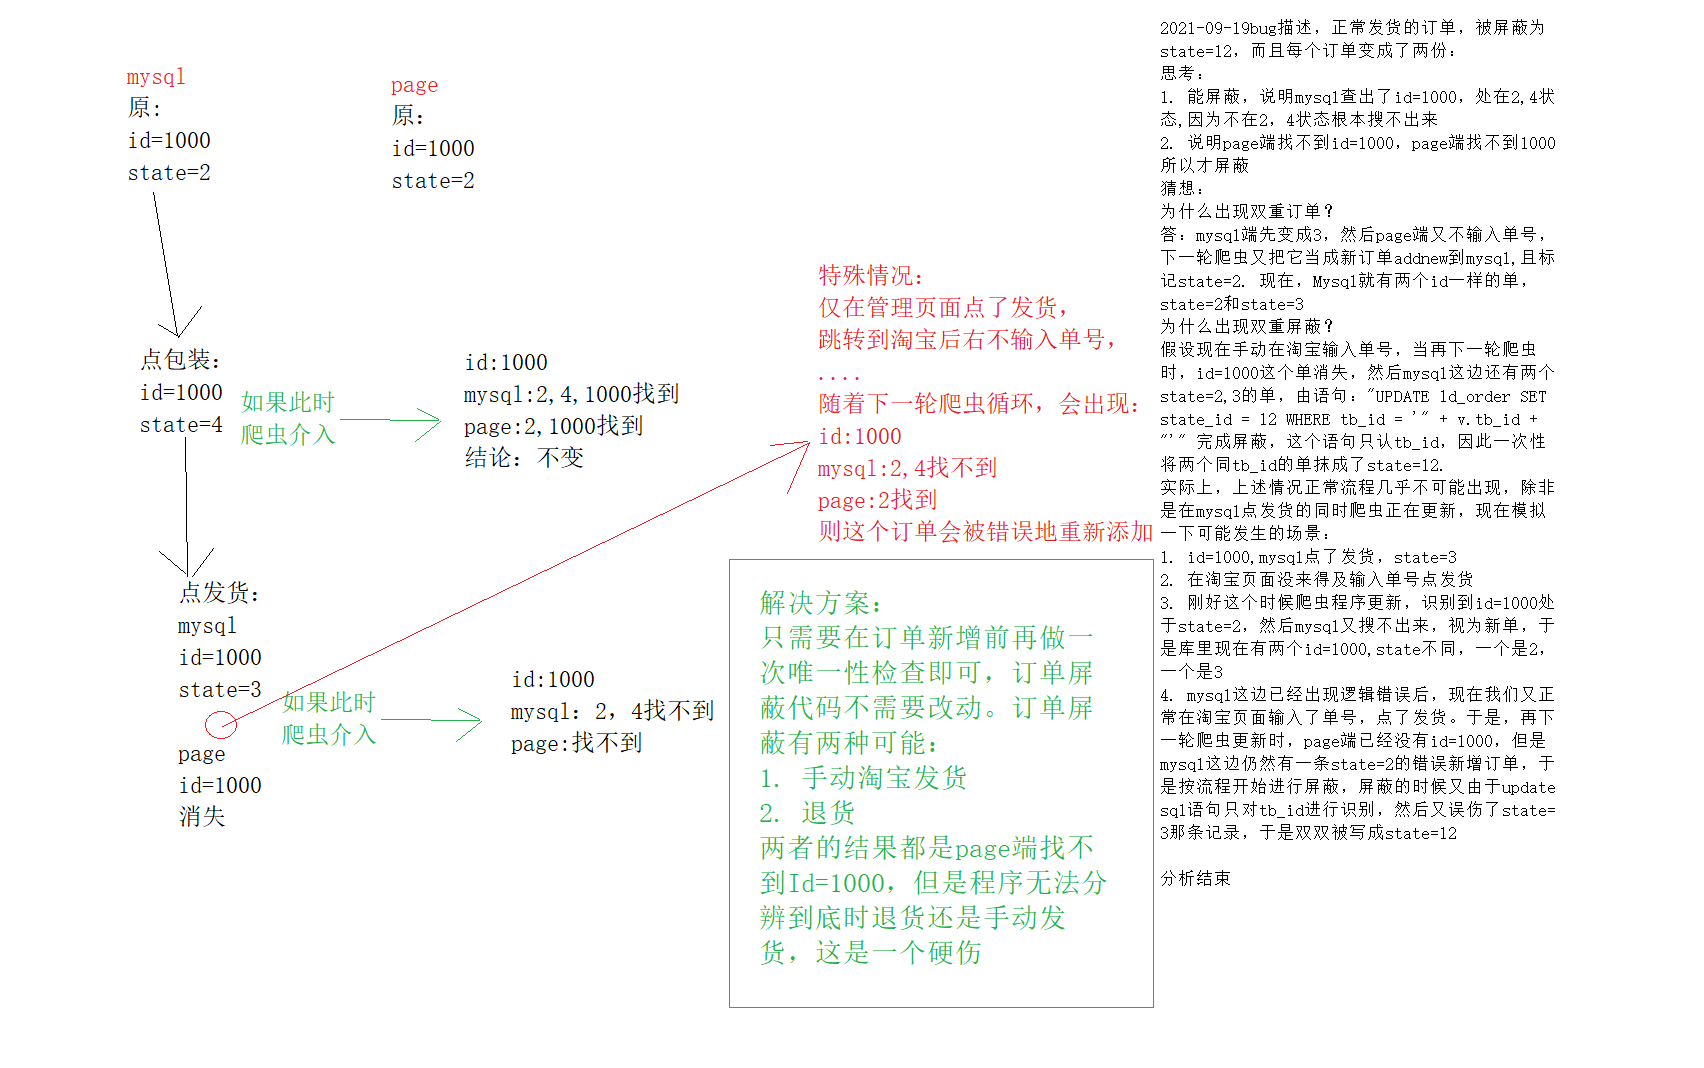 mysql
原:
id=1000
state=2
page
原:
id=1000
state=2
点包装:
id=1000
state=4
如果此时
爬虫介入
id:1000
mysql:2,4,1000找到
page:2,1000找到
结论: 不变
点发货:
mysql
id=1000
state=3
page
id=1000
消失
如果此时
爬虫介入
id:1000
mysql: 2, 4找不到
page:找不到
特殊情况:
仅在管理页面点了发货,
跳转到淘宝后右不输入单号,
....
随着下一轮爬虫循环, 会出现:
id:1000
mysql:2,4找不到
page:2找到
则这个订单会被错误地重新添加
解决方案:
只需要在订单新增前再做一
次唯一性检查即可, 订单屏
蔽代码不需要改动。订单屏
蔽有两种可能:
1. 手动淘宝发货
2. 退货
两者的结果都是page端找不
到Id=1000, 但是程序无法分
辨到底时退货还是手动发
货, 这是一个硬伤
2021-09-19bug描述, 正常发货的订单, 被屏蔽为
state=12, 而且每个订单变成了两份:
思考:
1. 能屏蔽, 说明mysql查出了id=1000, 处在2,4状
态,因为不在2, 4状态根本搜不出来
2. 说明page端找不到id=1000, page端找不到1000
所以才屏蔽
猜想:
为什么出现双重订单?
答: mysql端先变成3, 然后page端又不输入单号,
下一轮爬虫又把它当成新订单addnew到mysql,且标
记state=2. 现在, Mysql就有两个id一样的单,
state=2和state=3
为什么出现双重屏蔽?
假设现在手动在淘宝输入单号, 当再下一轮爬虫
时, id=1000这个单消失, 然后mysql这边还有两个
state=2,3的单, 由语句: "UPDATE ld_order SET
state_id = 12 WHERE tb_id = '" + v.tb_id +
"'" 完成屏蔽, 这个语句只认tb_id, 因此一次性
将两个同tb_id的单抹成了state=12.
实际上, 上述情况正常流程几乎不可能出现, 除非
是在mysql点发货的同时爬虫正在更新, 现在模拟
一下可能发生的场景:
1. id=1000,mysql点了发货, state=3
2. 在淘宝页面没来得及输入单号点发货
3. 刚好这个时候爬虫程序更新, 识别到id=1000处
于state=2, 然后mysql又搜不出来, 视为新单, 于
是库里现在有两个id=1000,state不同, 一个是2,
一个是3
4. mysql这边已经出现逻辑错误后, 现在我们又正
常在淘宝页面输入了单号, 点了发货。于是, 再下
一轮爬虫更新时, page端已经没有id=1000, 但是
mysql这边仍然有一条state=2的错误新增订单, 于
是按流程开始进行屏蔽, 屏蔽的时候又由于update
sql语句只对tb_id进行识别, 然后又误伤了state=
3那条记录, 于是双双被写成state=12
分析结束